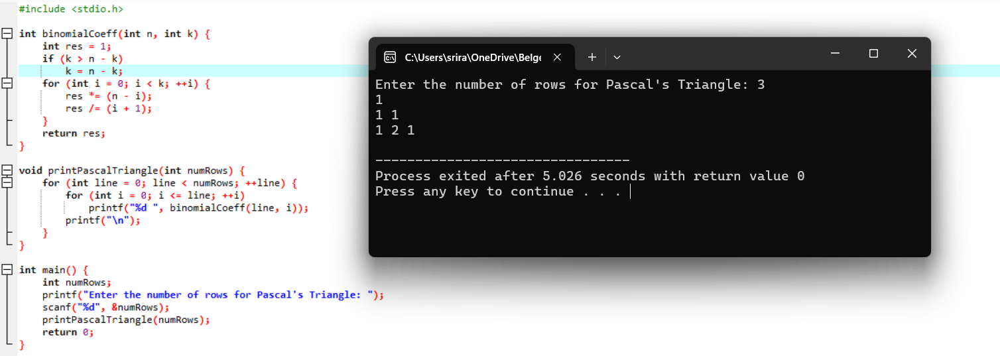 #include <stdio.h>
int binomialCoeff(int n, int k) {
    int res = 1;
    if (k > n - k)
        k = n - k;
    for (int i = 0; i < k; ++i) {
        res *= (n - i);
        res /= (i + 1);
    }
    return res;
}
void printPascalTriangle(int numRows) {
    for (int line = 0; line < numRows; ++line) {
        for (int i = 0; i <= line; ++i)
            printf("%d ", binomialCoeff(line, i));
        printf("\n");
    }
}
int main() {
    int numRows;
    printf("Enter the number of rows for Pascal's Triangle: ");
    scanf("%d", &numRows);
    printPascalTriangle(numRows);
    return 0;
}
C:\Users\srira\OneDrive\Belge
Enter the number of rows for Pascal's Triangle: 3
1
1 1
1 2 1
--------------------------------
Process exited after 5.026 seconds with return value 0
Press any key to continue . . .